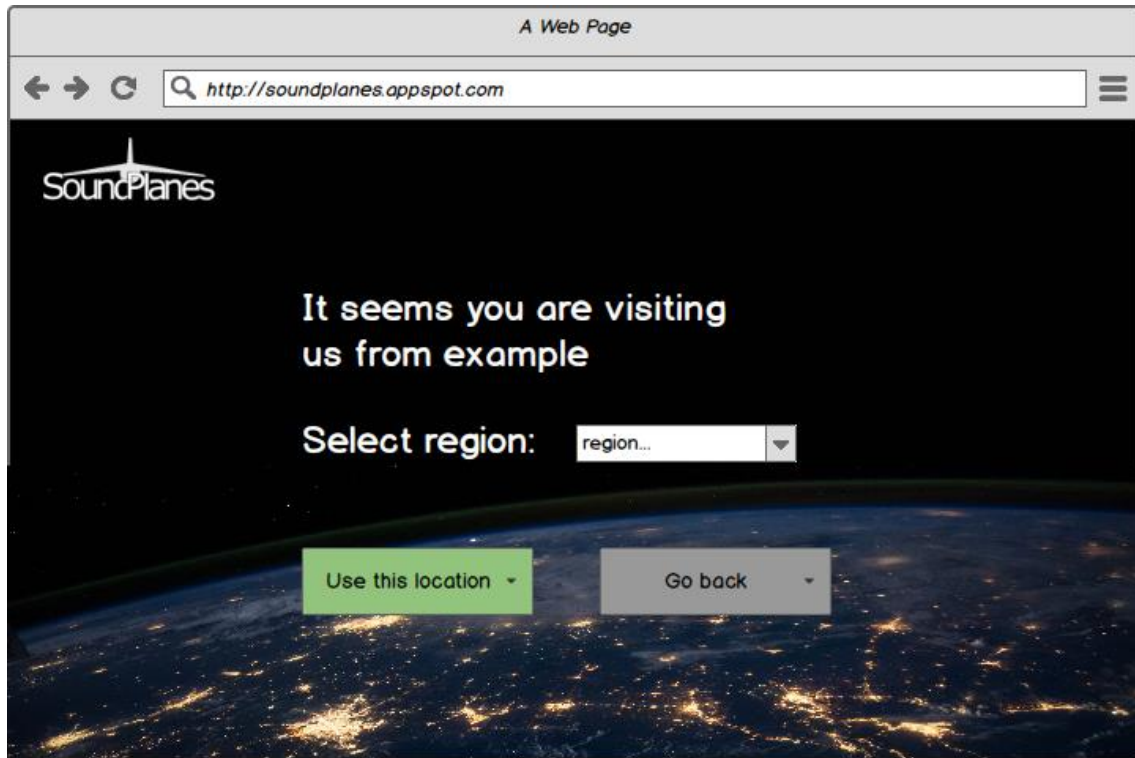 A Web Page
http://soundplanes.appspot.com
SoundPlanes
It seems you are visiting
us from example
Select region: region...
Use this location Go back